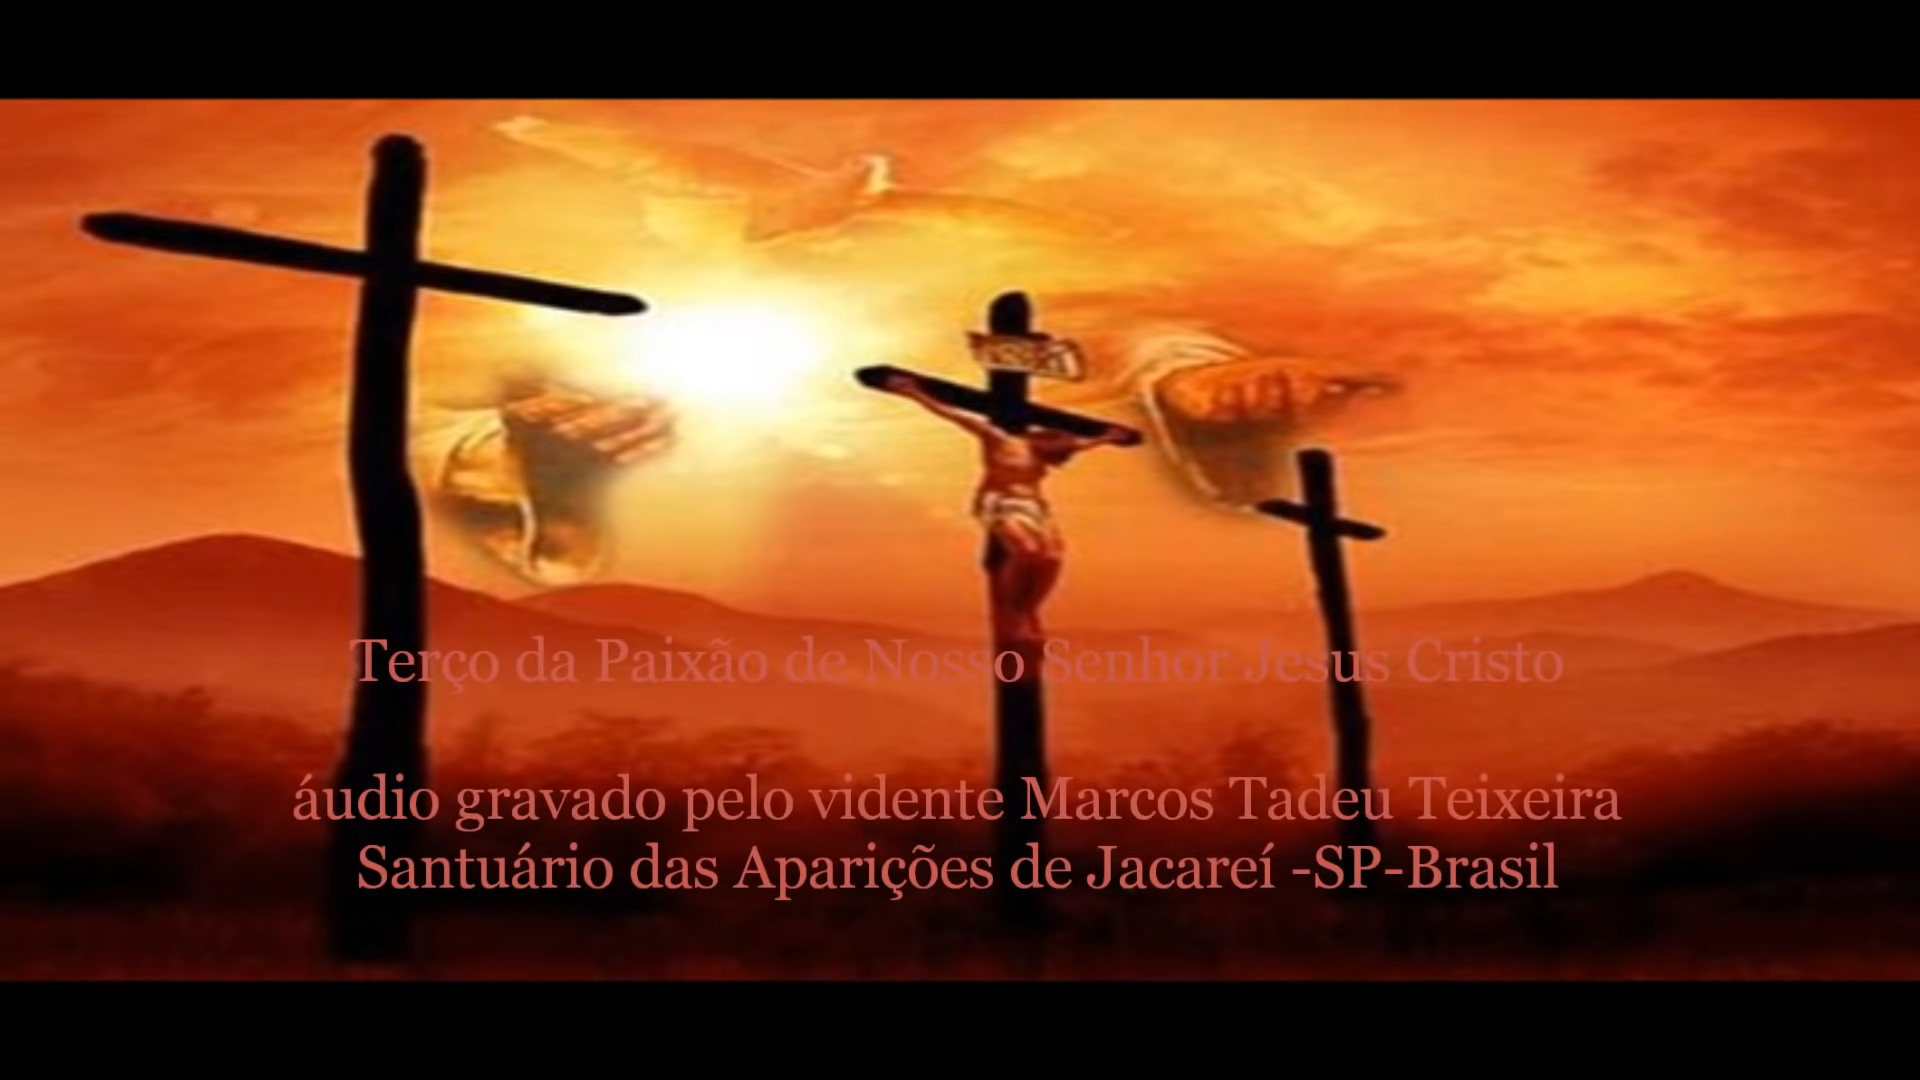 Terço da Paixão de Nosso Senhor Jesus Cristo
áudio gravado pelo vidente Marcos Tadeu Teixeira
Santuário das Aparições de Jacareí -SP-Brasil